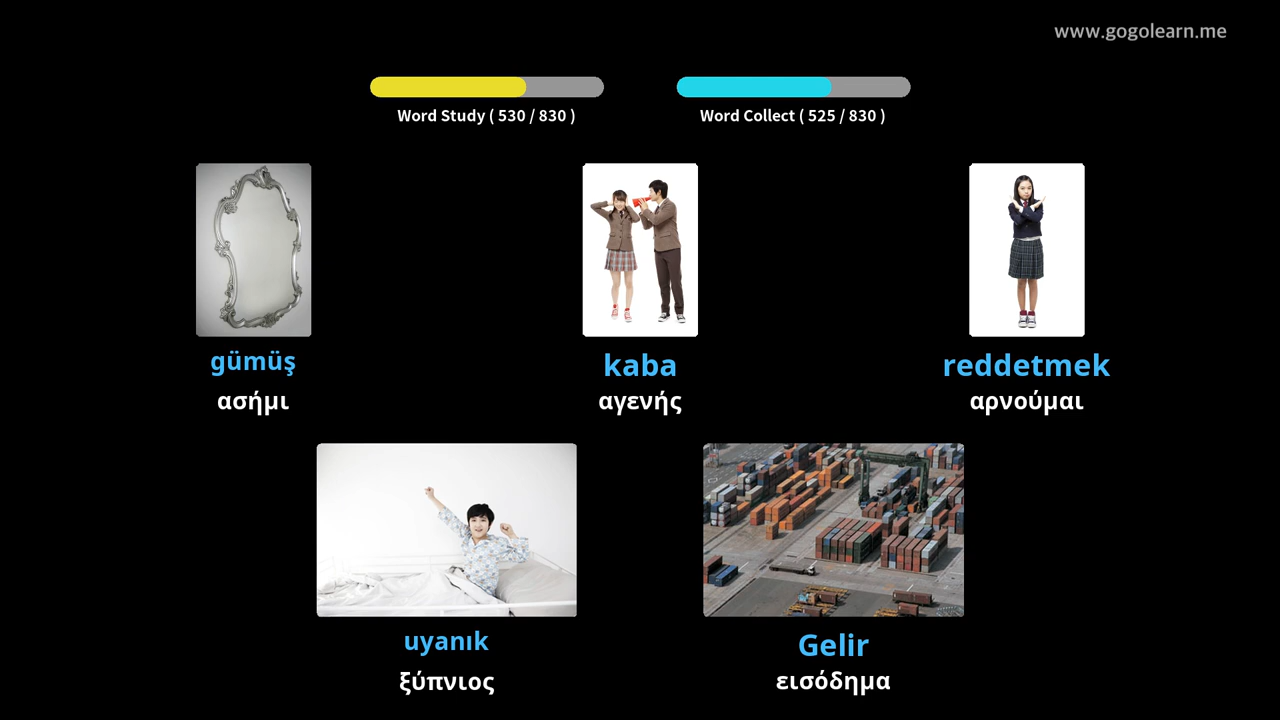 www.gogolearn.me
Word Study ( 530 / 830 )
Word Collect ( 525 / 830 )
gümüş
ασήμι
kaba
αγενής
reddetmek
αρνούμαι
uyanık
ξύπνιος
Gelir
εισόδημα